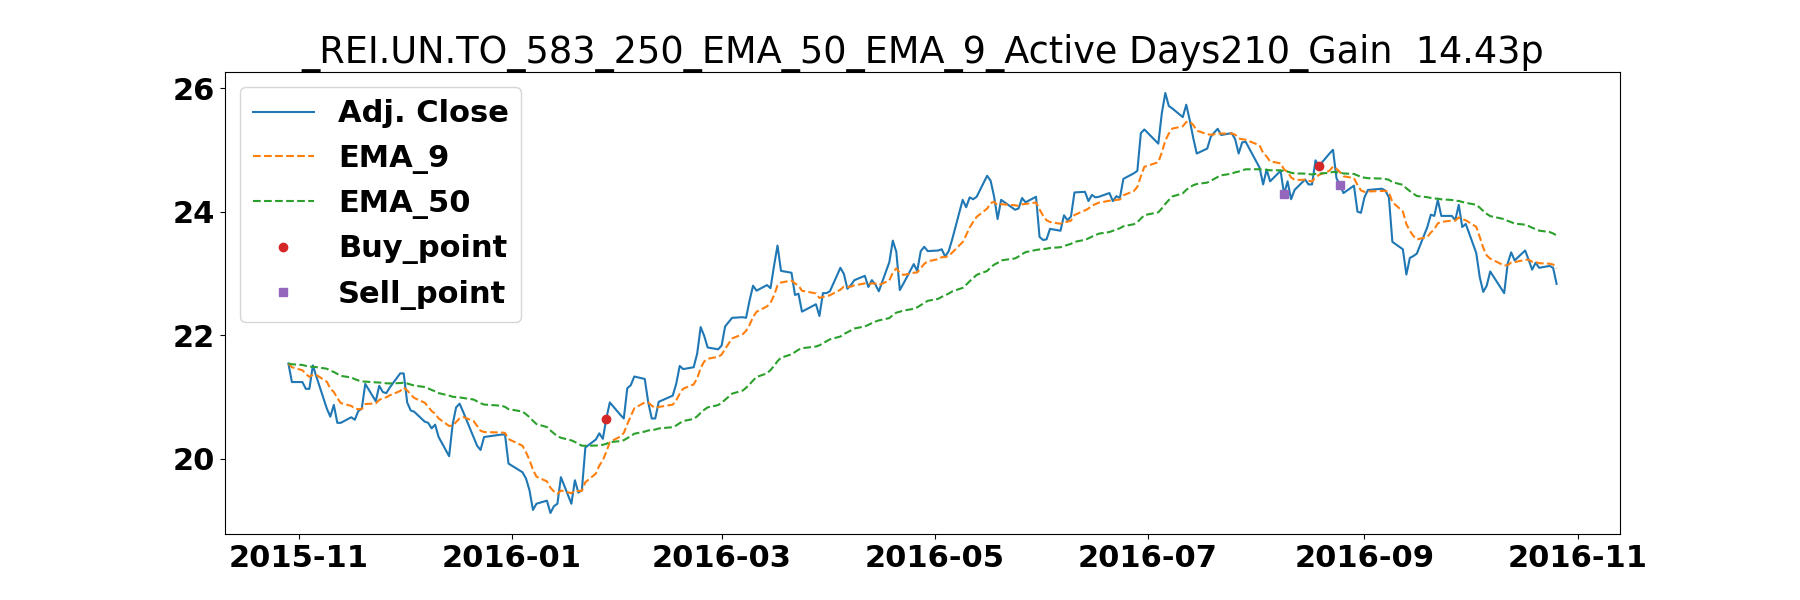 _REI.UN.TO_583_250_EMA_50_EMA_9_Active Days210_Gain  14.43p
26
24
22
20
Adj. Close
EMA_9
EMA_50
Buy_point
Sell_point
2015-11 2016-01 2016-03 2016-05 2016-07 2016-09 2016-11